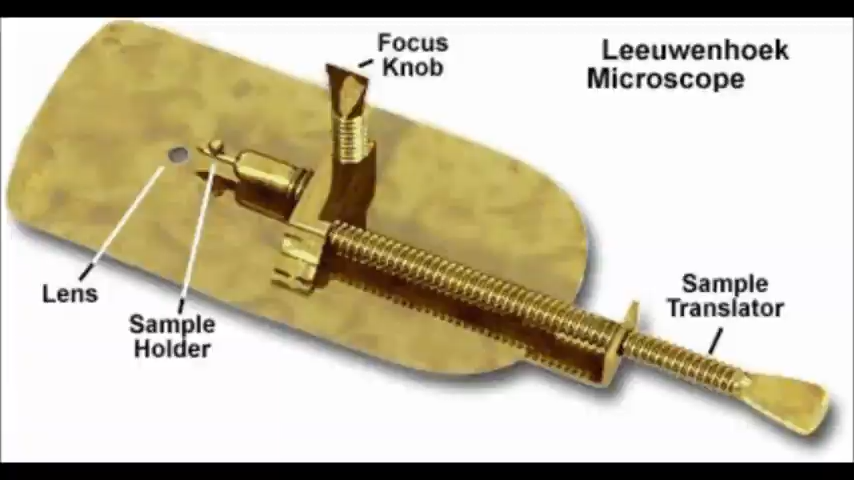 Focus
Knob
Leeuwenhoek
Microscope
Lens
Sample
Holder
Sample
Translator